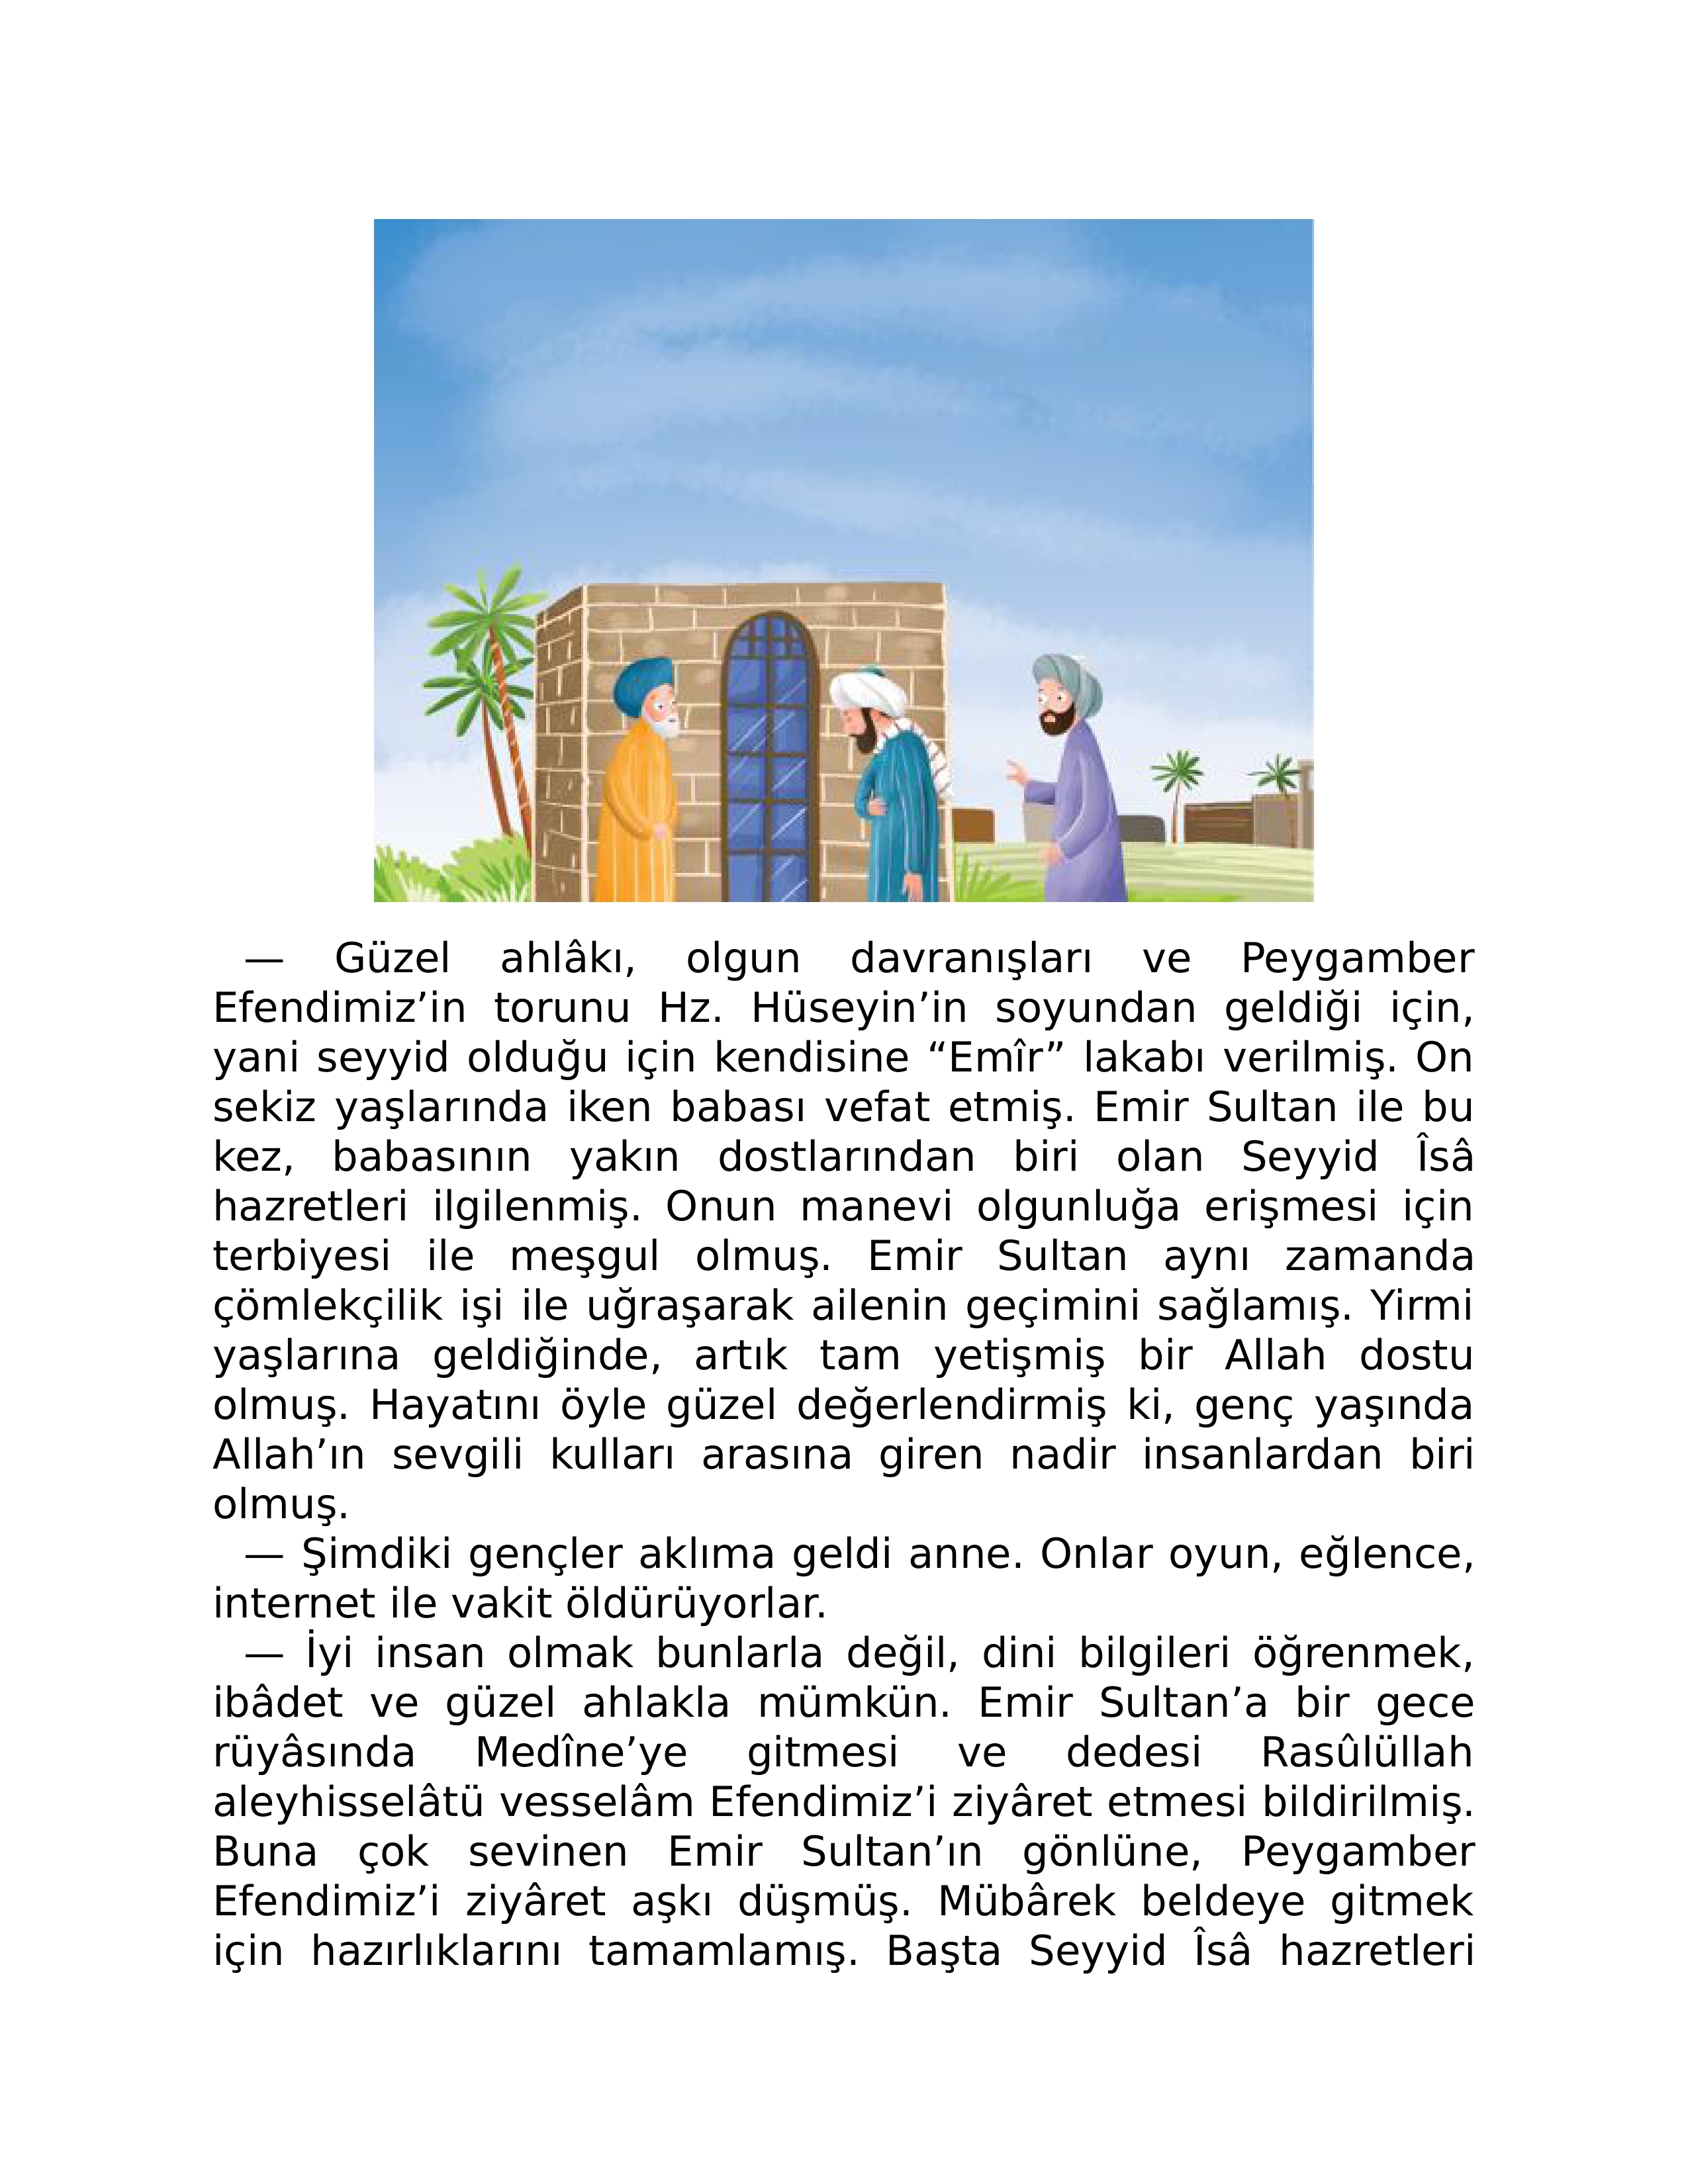 — Güzel ahlâkı, olgun davranışları ve Peygamber
Efendimiz’in torunu Hz. Hüseyin’in soyundan geldiği için,
yani seyyid olduğu için kendisine “Emîr” lakabı verilmiş. On
sekiz yaşlarında iken babası vefat etmiş. Emir Sultan ile bu
kez, babasının yakın dostlarından biri olan Seyyid Îsâ
hazretleri ilgilenmiş. Onun manevi olgunluğa erişmesi için
terbiyesi ile meşgul olmuş. Emir Sultan aynı zamanda
çömlekçilik işi ile uğraşarak ailenin geçimini sağlamış. Yirmi
yaşlarına geldiğinde, artık tam yetişmiş bir Allah dostu
olmuş. Hayatını öyle güzel değerlendirmiş ki, genç yaşında
Allah’ın sevgili kulları arasına giren nadir insanlardan biri
olmuş.
— Şimdiki gençler aklıma geldi anne. Onlar oyun, eğlence,
internet ile vakit öldürüyorlar.
— İyi insan olmak bunlarla değil, dini bilgileri öğrenmek,
ibâdet ve güzel ahlakla mümkün. Emir Sultan’a bir gece
rüyâsında Medîne’ye gitmesi ve dedesi Rasûlüllah
aleyhisselâtü vesselâm Efendimiz’i ziyâret etmesi bildirilmiş.
Buna çok sevinen Emir Sultan’ın gönlüne, Peygamber
Efendimiz’i ziyâret aşkı düşmüş. Mübârek beldeye gitmek
için hazırlıklarını tamamlamış. Başta Seyyid Îsâ hazretleri